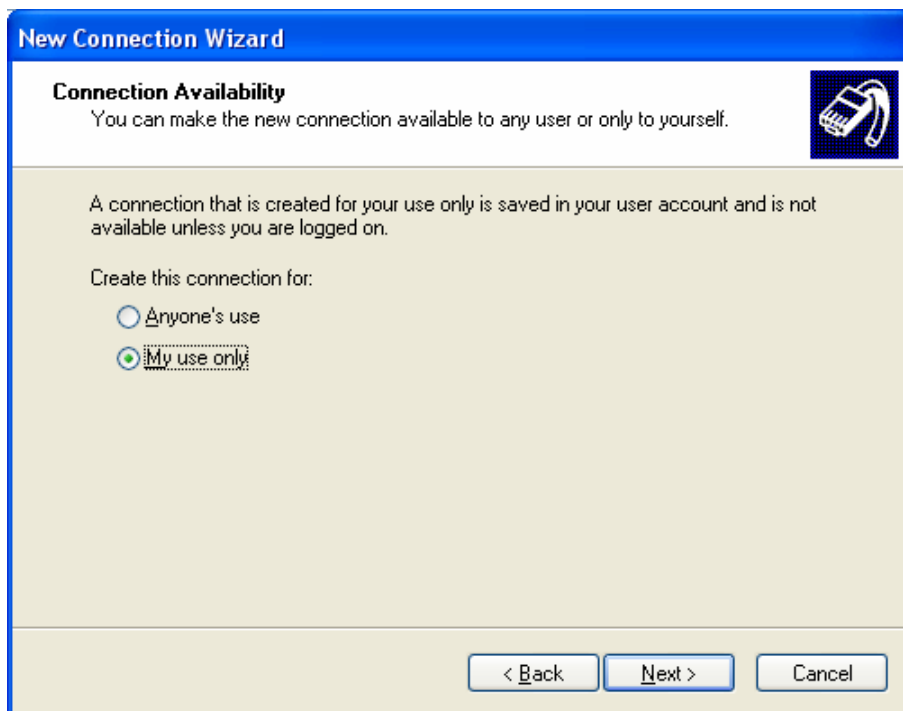 New Connection Wizard
Connection Availability
You can make the new connection available to any user or only to yourself.
A connection that is created for your use only is saved in your user account and is not
available unless you are logged on.
Create this connection for:
Anyone's use
My use only
< Back
Next >
Cancel